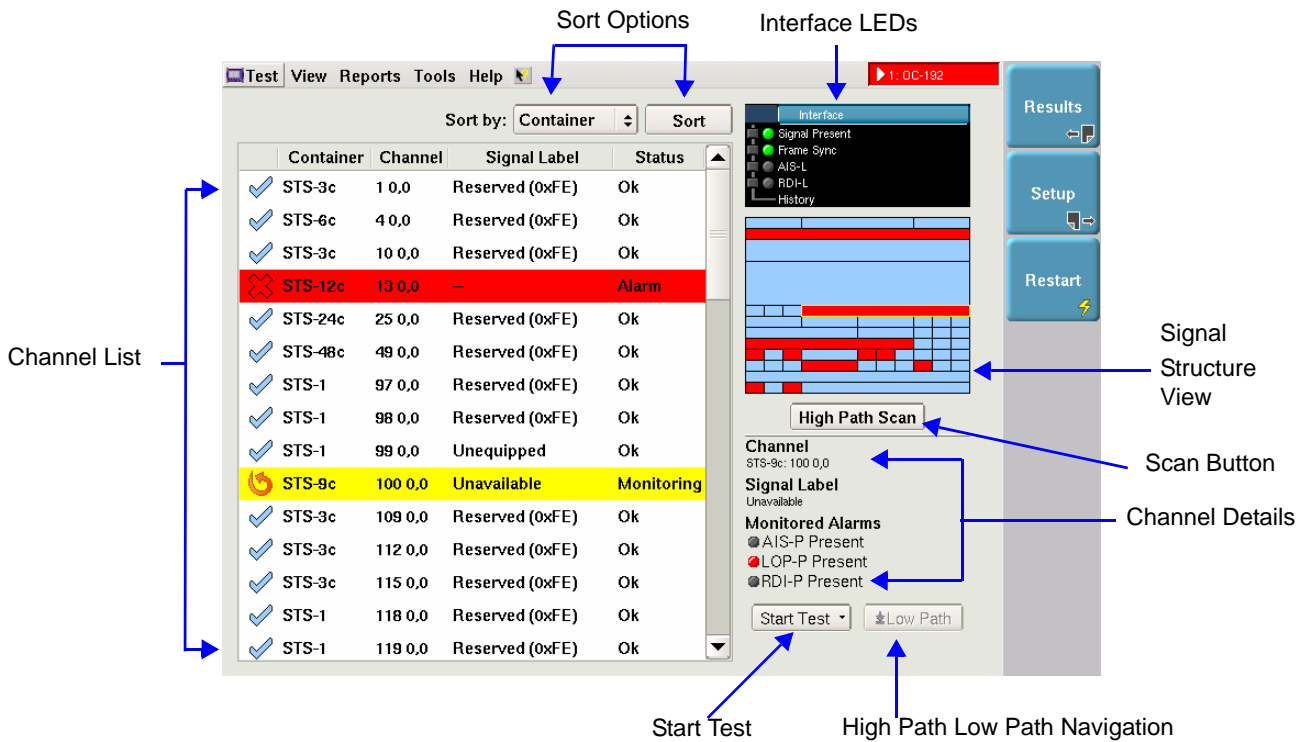 Sort Options
Interface LEDs
Test View Reports Tools Help
1: OC-192
Sort by: Container Sort
Container Channel Signal Label Status
STS-3c 1 0,0 Reserved (0xFE) Ok
STS-6c 4 0,0 Reserved (0xFE) Ok
STS-3c 10 0,0 Reserved (0xFE) Ok
STS-12c 13 0,0 – Alarm
STS-24c 25 0,0 Reserved (0xFE) Ok
STS-48c 49 0,0 Reserved (0xFE) Ok
STS-1 97 0,0 Reserved (0xFE) Ok
STS-1 98 0,0 Reserved (0xFE) Ok
STS-1 99 0,0 Unequipped Ok
STS-9c 100 0,0 Unavailable Monitoring
STS-3c 109 0,0 Reserved (0xFE) Ok
STS-3c 112 0,0 Reserved (0xFE) Ok
STS-3c 115 0,0 Reserved (0xFE) Ok
STS-1 118 0,0 Reserved (0xFE) Ok
STS-1 119 0,0 Reserved (0xFE) Ok
Interface
Signal Present
Frame Sync
AIS-L
RDI-L
History
High Path Scan
Channel
STS-9c: 100 0,0
Signal Label
Unavailable
Monitored Alarms
AIS-P Present
LOP-P Present
RDI-P Present
Start Test Low Path
Results
Setup
Restart
Channel List
Signal
Structure
View
Scan Button
Channel Details
Start Test
High Path Low Path Navigation